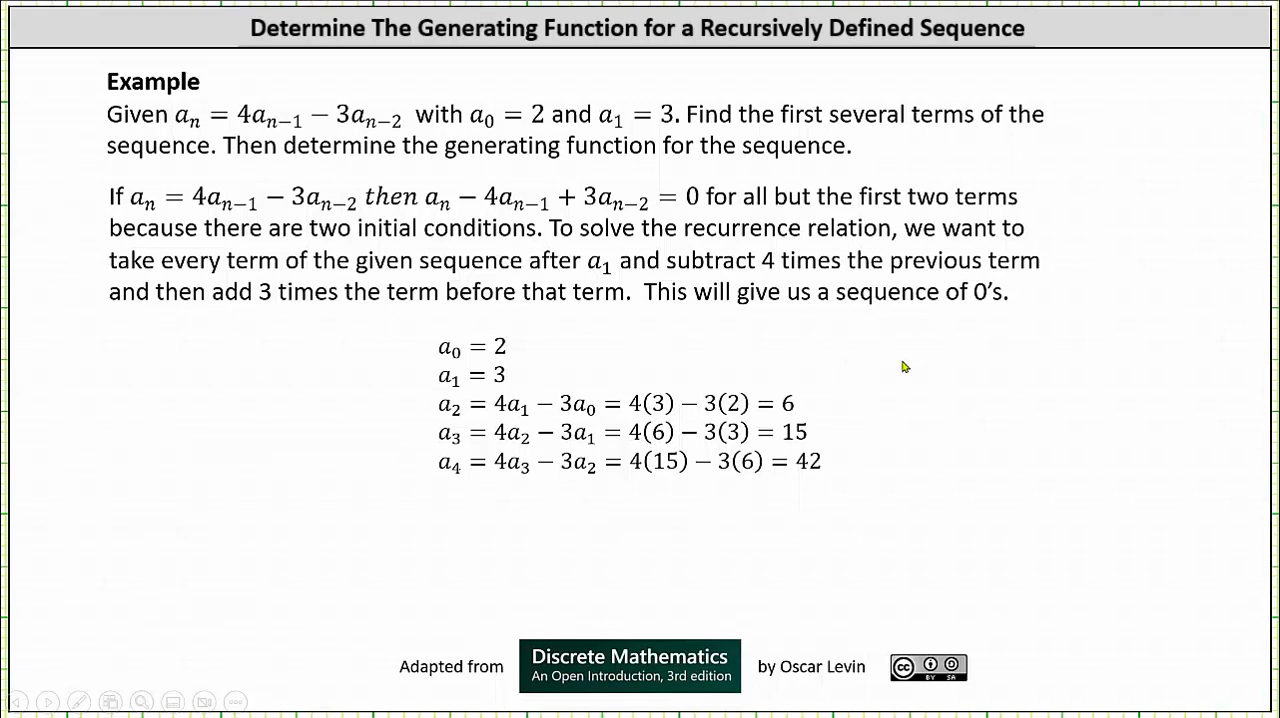 Determine The Generating Function for a Recursively Defined Sequence
Example
Given aₙ = 4aₙ₋₁ − 3aₙ₋₂ with a₀ = 2 and a₁ = 3. Find the first several terms of the
sequence. Then determine the generating function for the sequence.
If aₙ = 4aₙ₋₁ − 3aₙ₋₂ then aₙ − 4aₙ₋₁ + 3aₙ₋₂ = 0 for all but the first two terms
because there are two initial conditions. To solve the recurrence relation, we want to
take every term of the given sequence after a₁ and subtract 4 times the previous term
and then add 3 times the term before that term. This will give us a sequence of 0’s.
a₀ = 2
a₁ = 3
a₂ = 4a₁ − 3a₀ = 4(3) − 3(2) = 6
a₃ = 4a₂ − 3a₁ = 4(6) − 3(3) = 15
a₄ = 4a₃ − 3a₂ = 4(15) − 3(6) = 42
Adapted from Discrete Mathematics by Oscar Levin
An Open Introduction, 3rd edition
cc BY SA